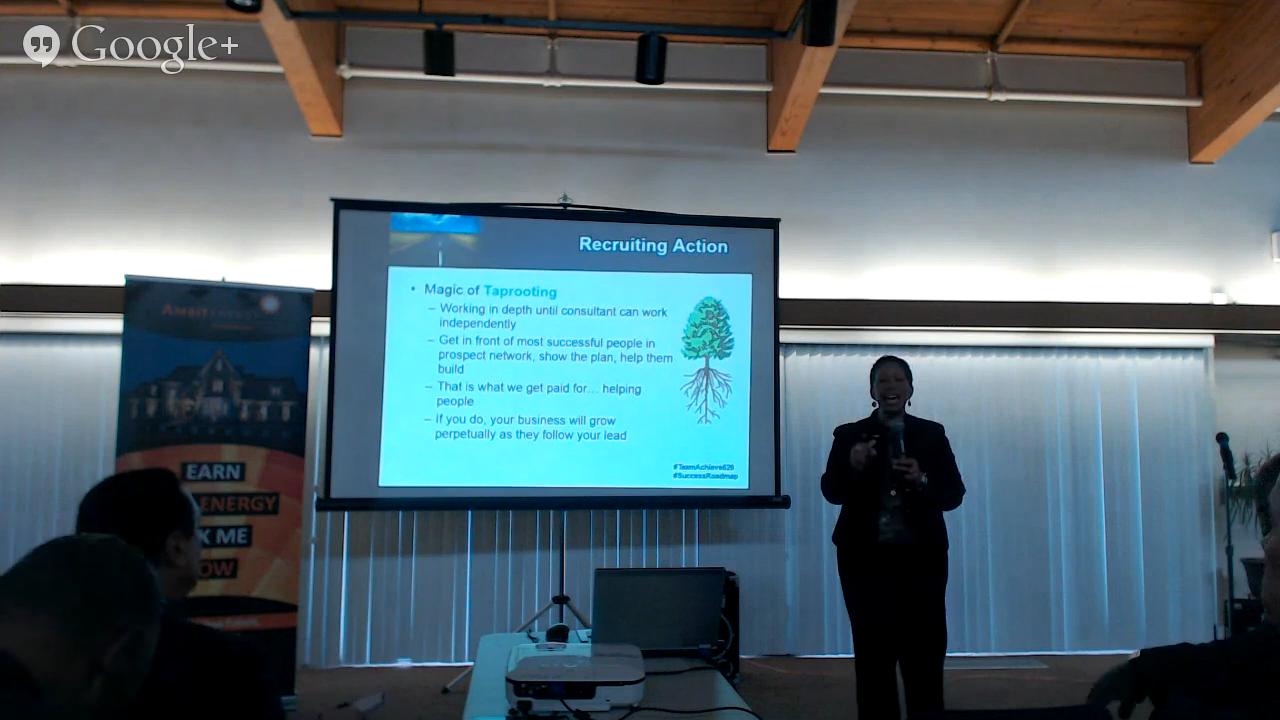 Google+
Recruiting Action
• Magic of Taprooting
– Working in depth until consultant can work
independently
– Get in front of most successful people in
prospect network, show the plan, help them
build
– That is what we get paid for… helping
people
– If you do, your business will grow
perpetually as they follow your lead
#TeamAchieve629
#SuccessRoadmap
AMBIT ENERGY
EARN
ENERGY
K ME
OW